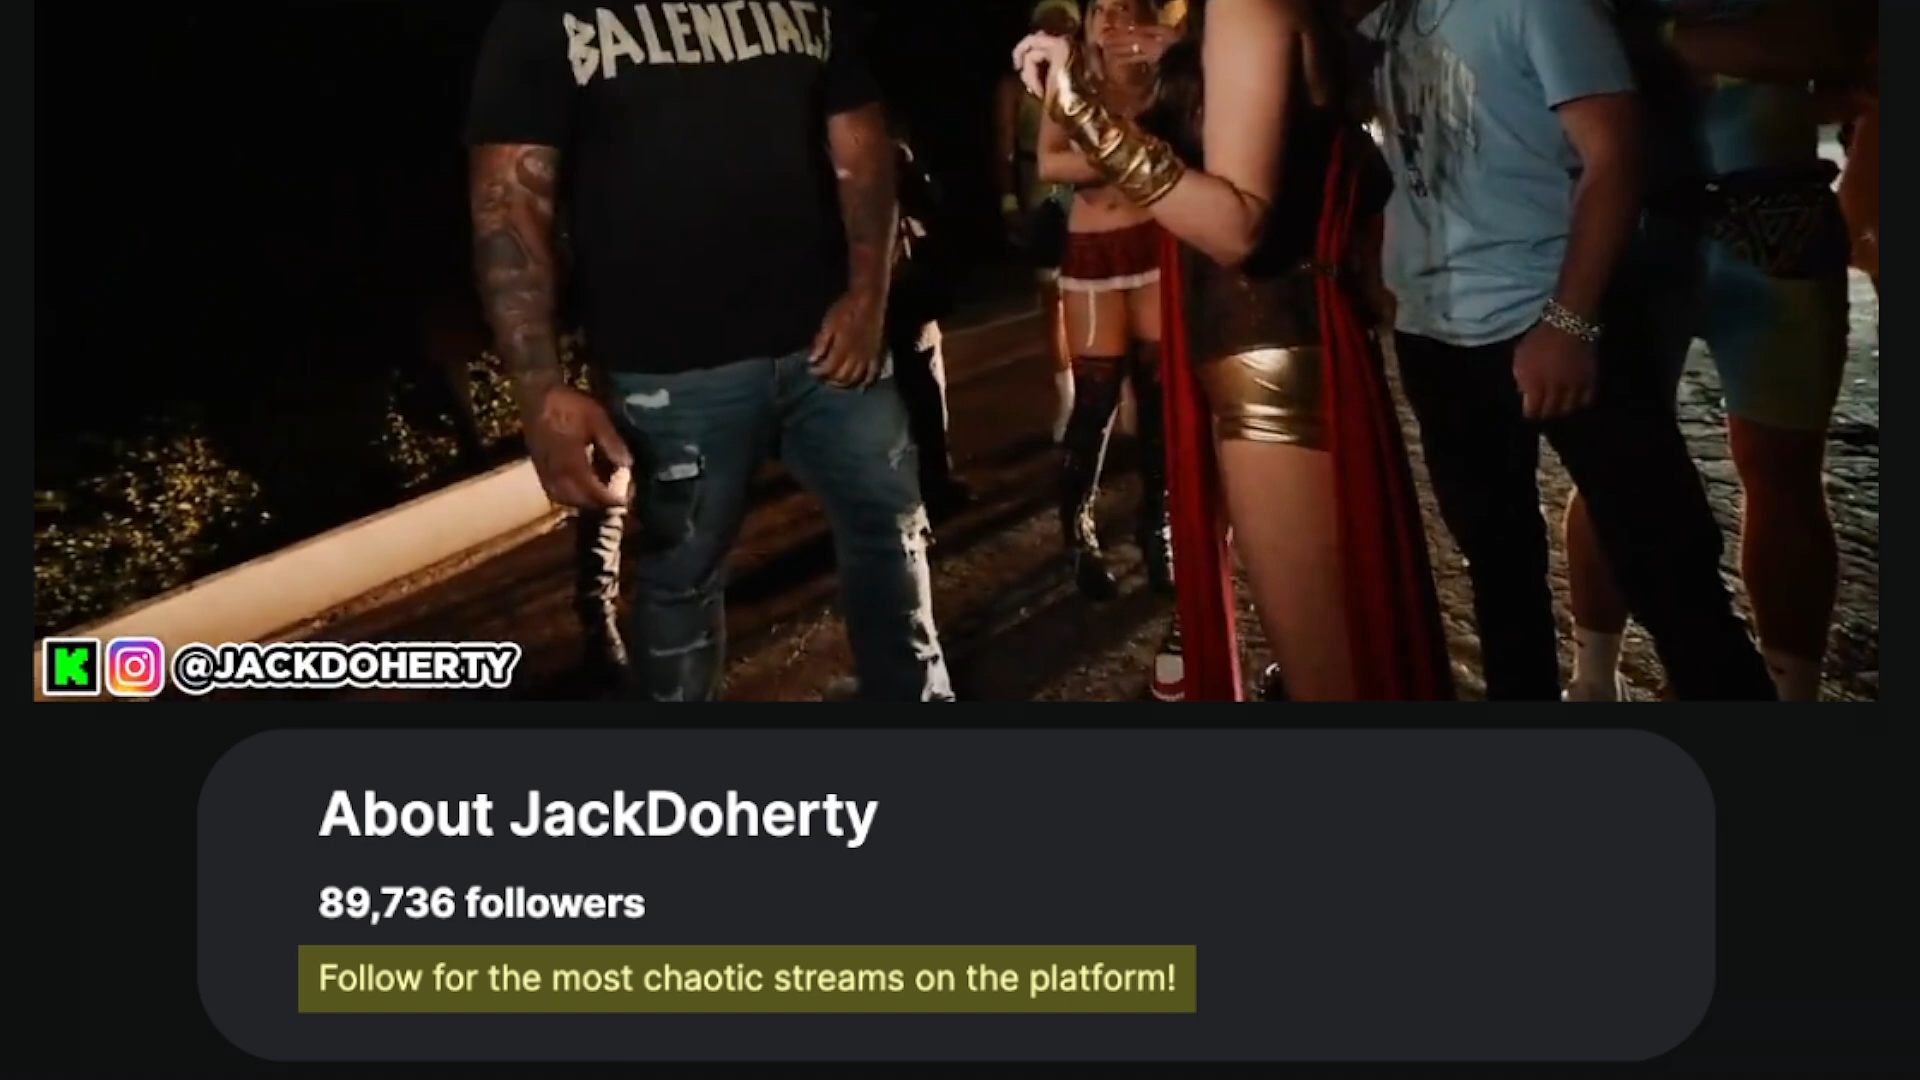 BALENCIAGA
@JACKDOHERTY
About JackDoherty
89,736 followers
Follow for the most chaotic streams on the platform!